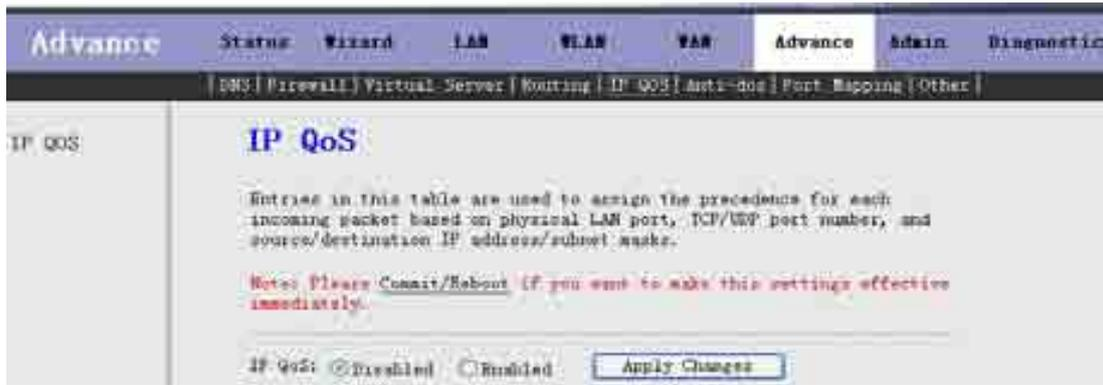 Advance
Status Wizard LAN WLAN WAN Advance Admin Diagnostic
| DNS | Firewall | Virtual Server | Routing | IP QOS | Anti-dos | Port Mapping | Other |
IP QOS
IP QoS
Entries in this table are used to assign the precedence for each
incoming packet based on physical LAN port, TCP/UDP port number, and
source/destination IP address/subnet masks.
Note: Please Commit/Reboot if you want to make this settings effective
immediately.
IP QoS: Disabled Enabled Apply Changes